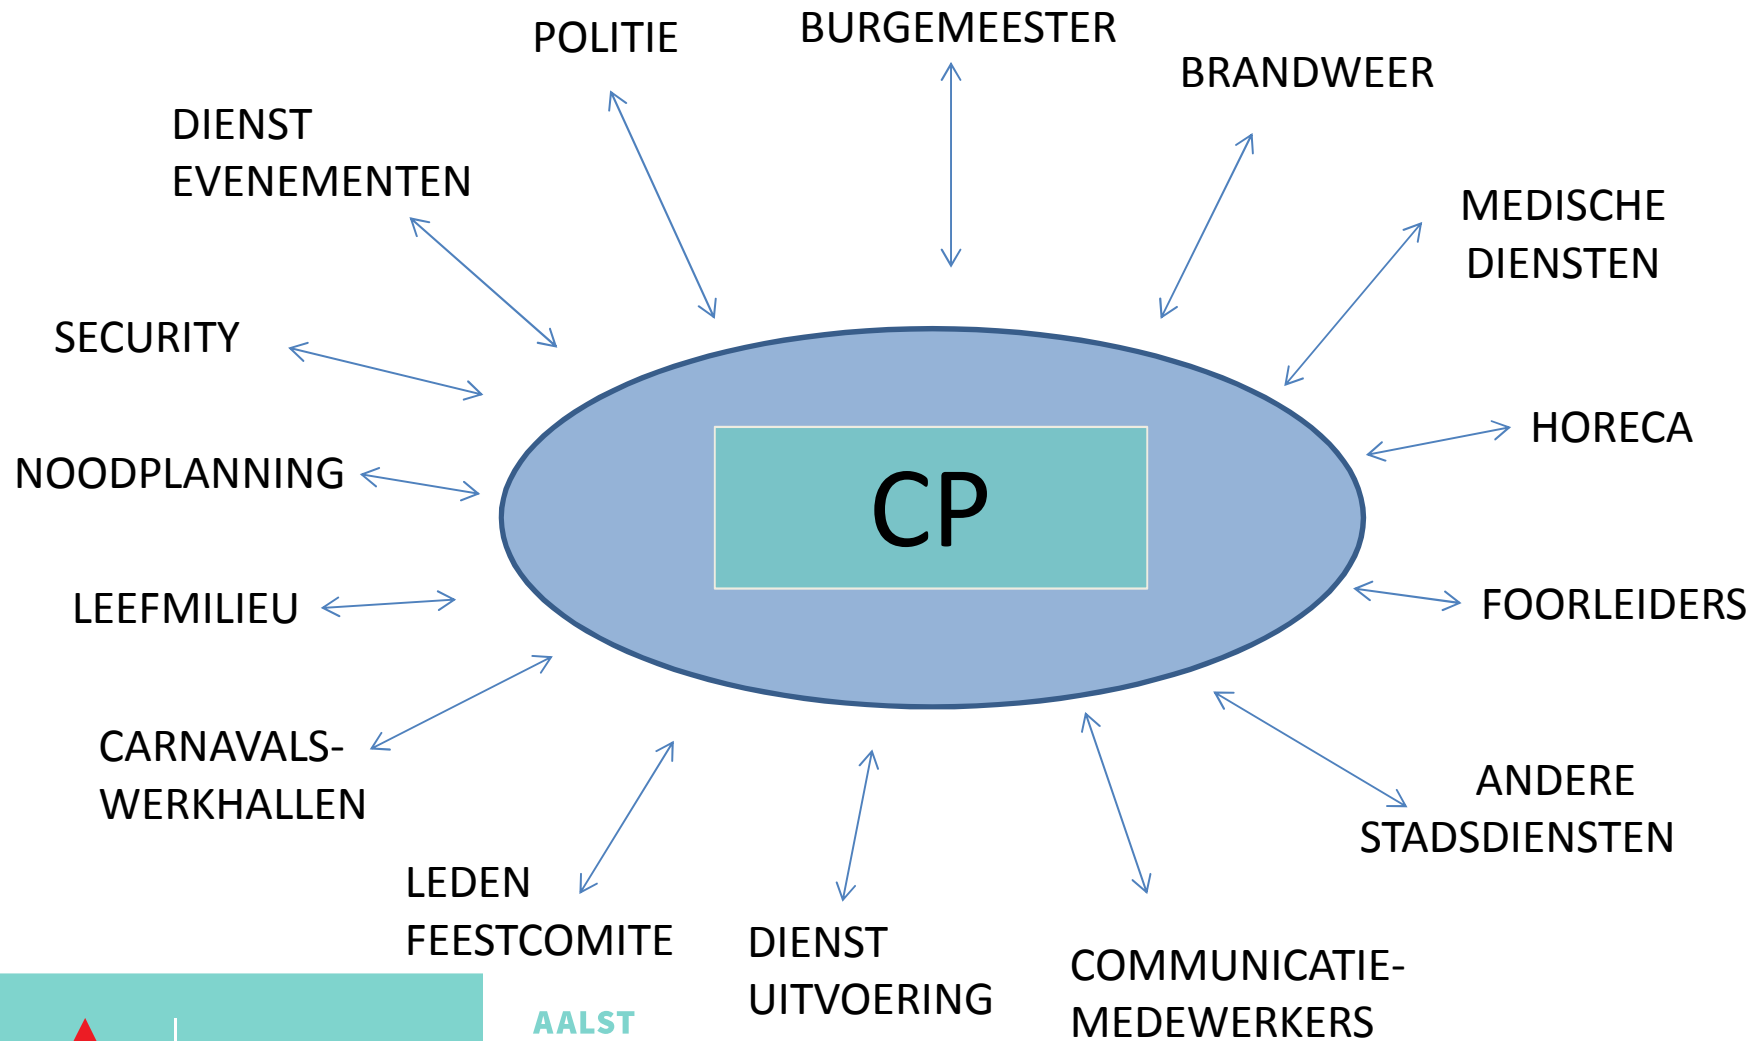 BURGEMEESTER
POLITIE
BRANDWEER
DIENST
EVENEMENTEN
MEDISCHE
DIENSTEN
SECURITY
HORECA
NOODPLANNING
CP
LEEFMILIEU
FOORLEIDERS
CARNAVALS-
WERKHALLEN
ANDERE
STADSDIENSTEN
LEDEN
FEESTCOMITE
DIENST
UITVOERING
COMMUNICATIE-
MEDEWERKERS
AALST